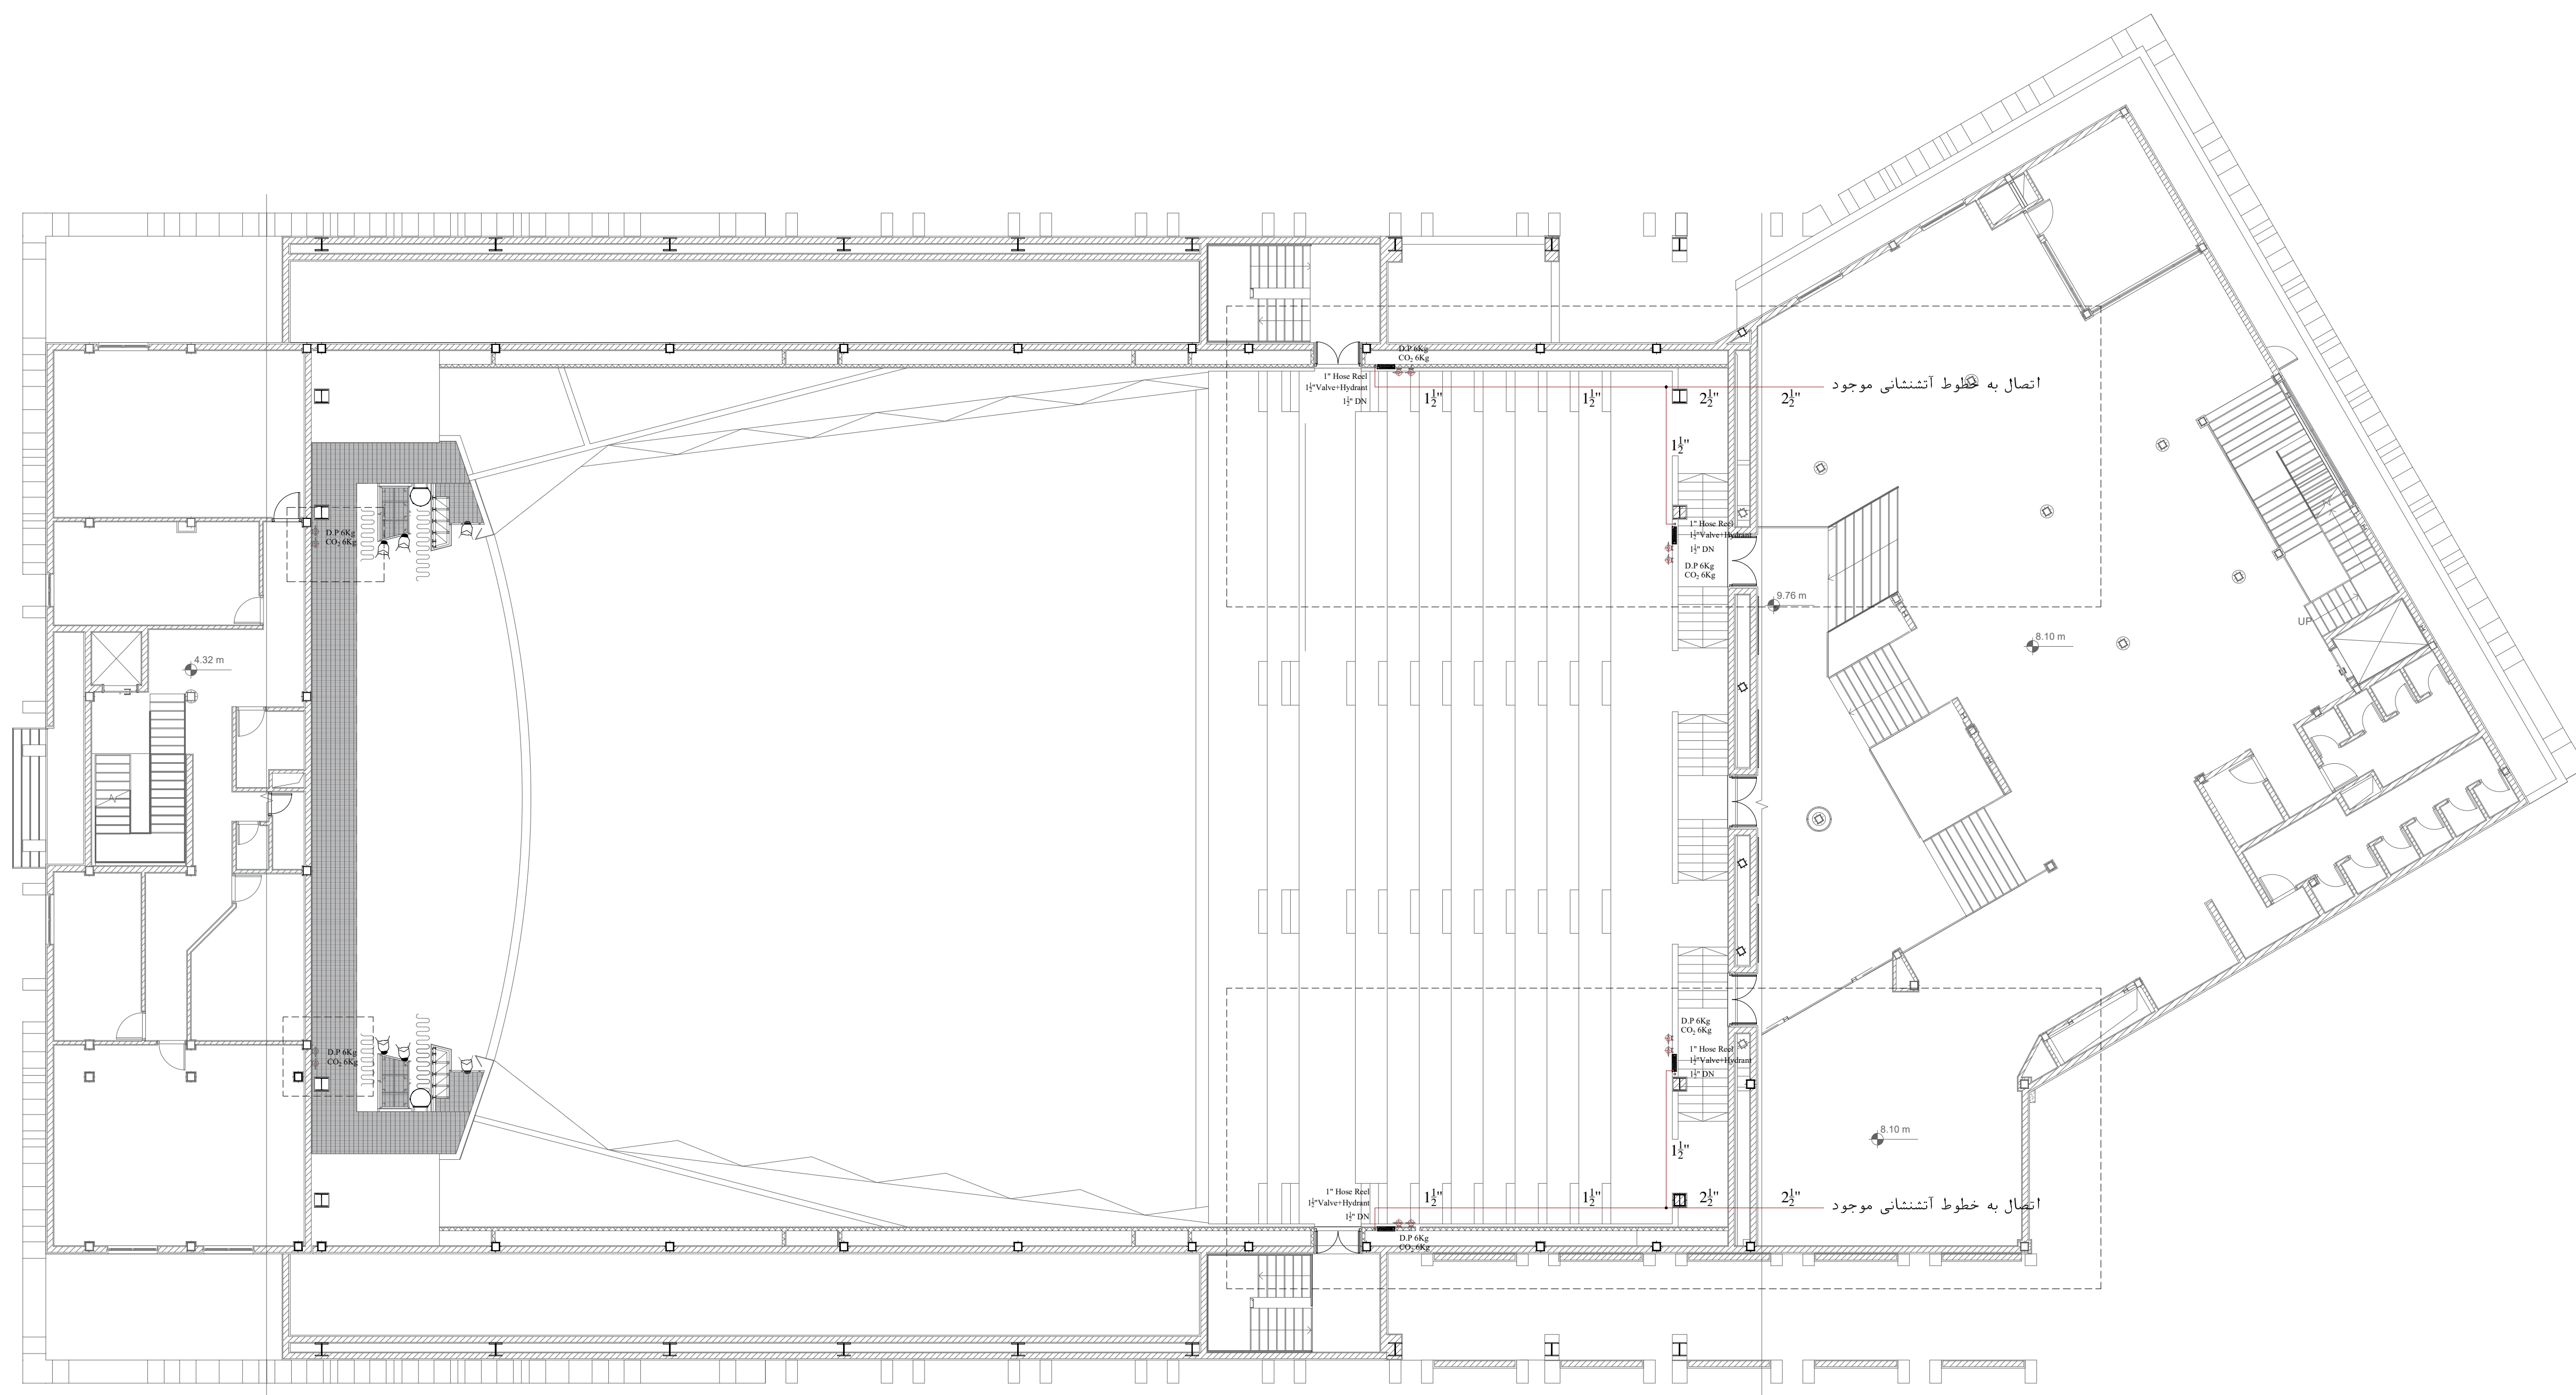 D.P 6Kg
CO₂ 6Kg
1" Hose Reel
1½"Valve+Hydrant
1½" DN
1½"
1½"
2½"
2½"
اتصال به خطوط آتشنشانی موجود
1½"
D.P 6Kg
CO₂ 6Kg
1" Hose Reel
1½"Valve+Hydrant
1½" DN
D.P 6Kg
CO₂ 6Kg
9.76 m
8.10 m
UP
4.32 m
D.P 6Kg
CO₂ 6Kg
1" Hose Reel
1½"Valve+Hydrant
1½" DN
D.P 6Kg
CO₂ 6Kg
8.10 m
1½"
1" Hose Reel
1½"Valve+Hydrant
1½" DN
1½"
1½"
2½"
2½"
اتصال به خطوط آتشنشانی موجود
D.P 6Kg
CO₂ 6Kg